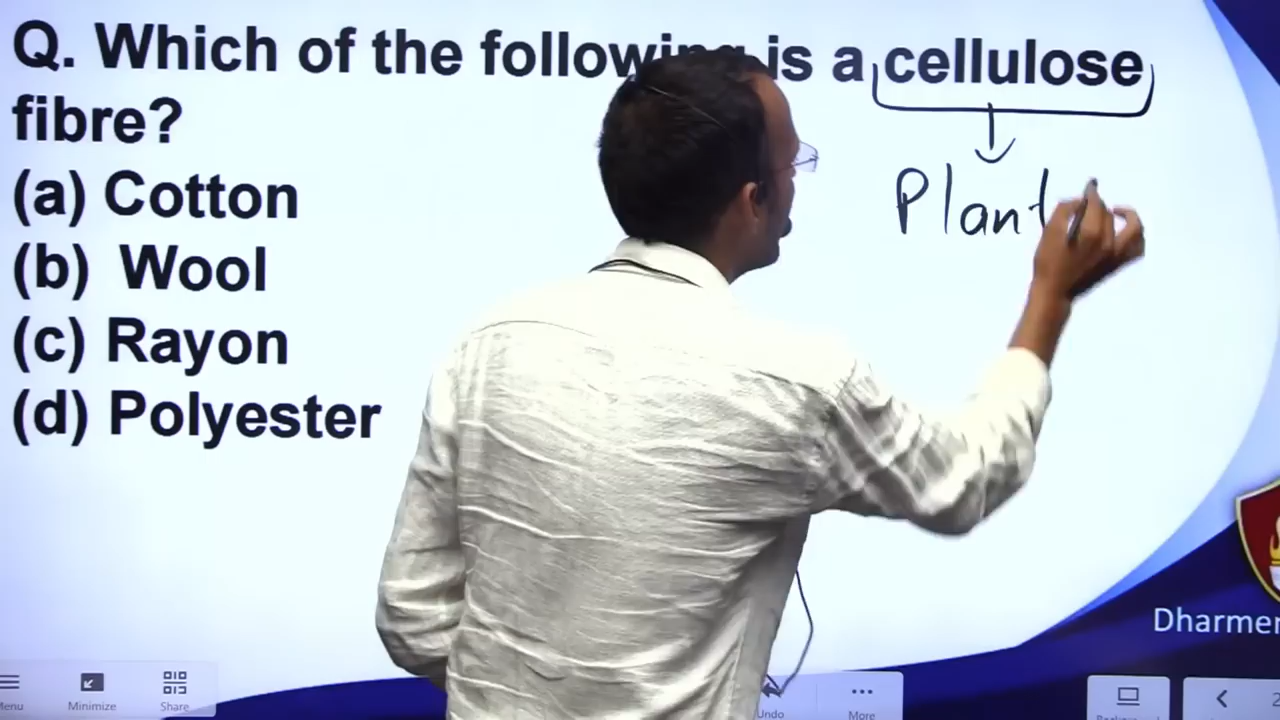 Q. Which of the following is a cellulose
fibre?
(a) Cotton
(b) Wool
(c) Rayon
(d) Polyester
Plant
Minimize
Share
Undo
More